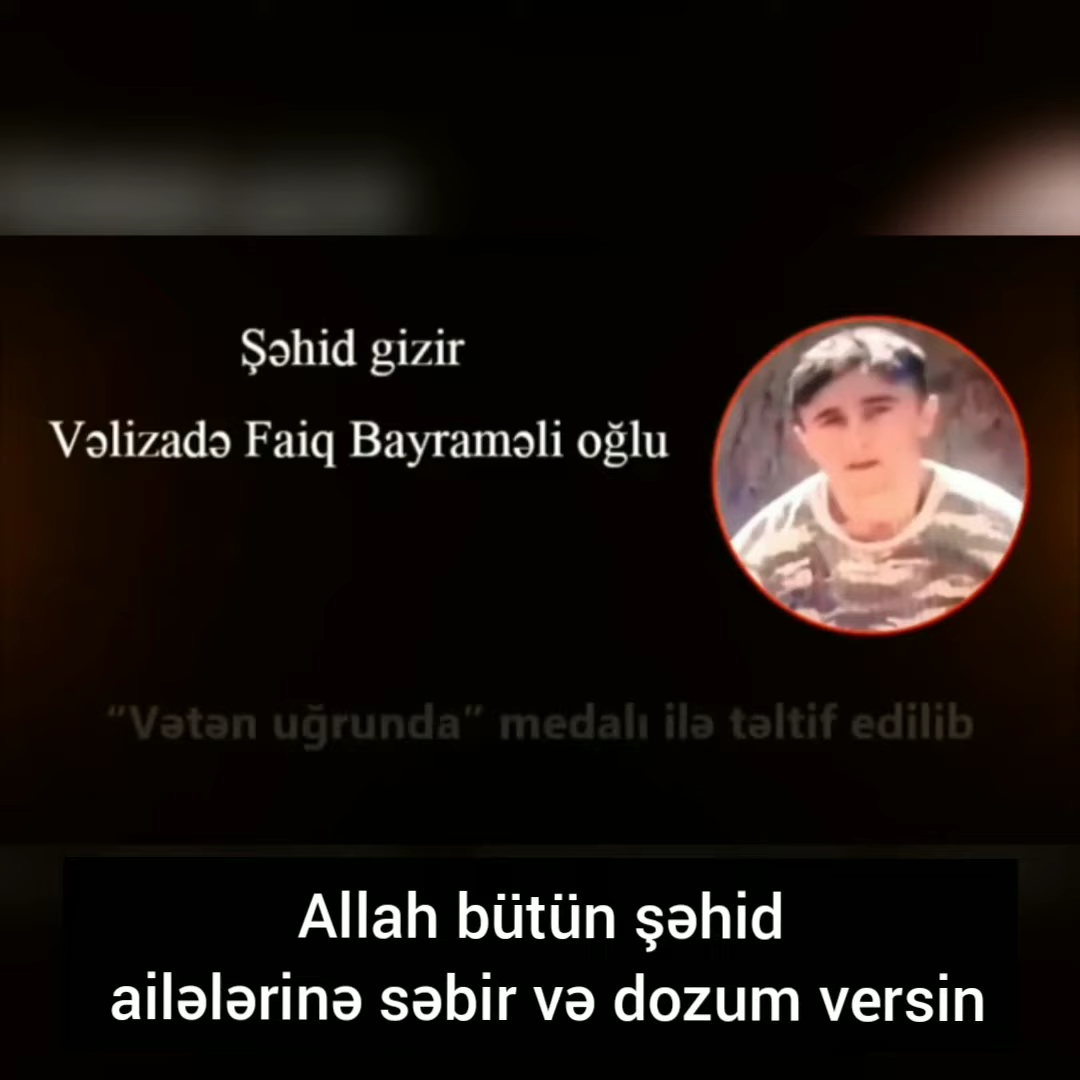 Şəhid gizir
Vəlizadə Faiq Bayraməli oğlu
“Vətən uğrunda” medalı ilə təltif edilib
Allah bütün şəhid
ailələrinə səbir və dozum versin